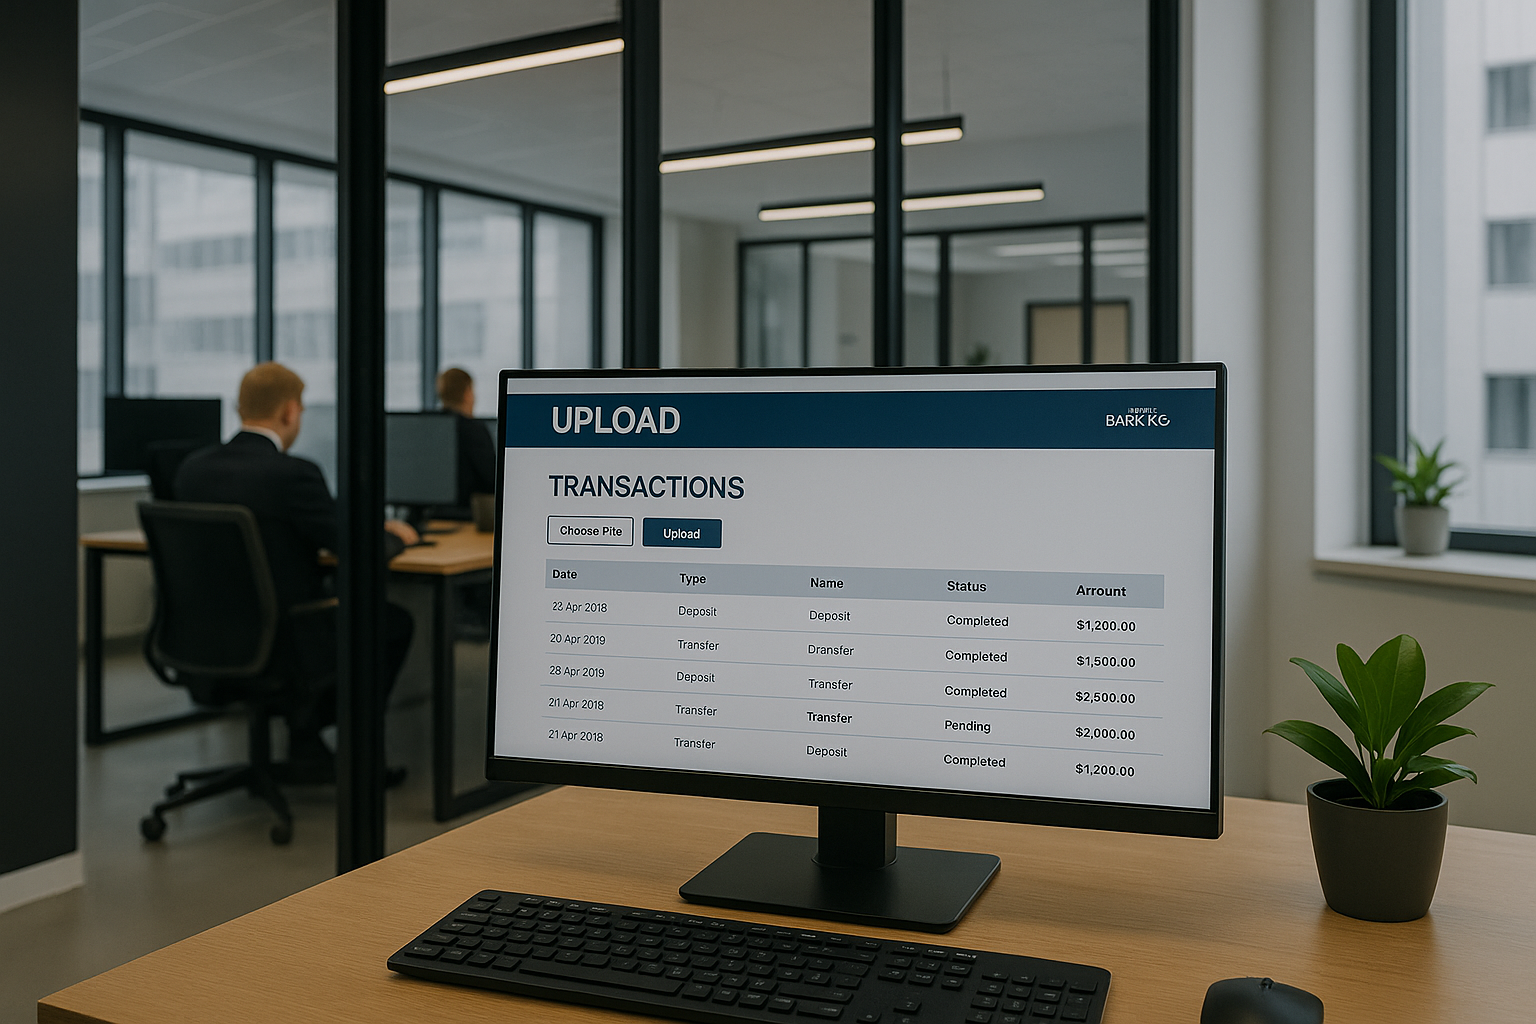 UPLOAD
BARK KG
TRANSACTIONS
Choose Pite Upload
Date Type Name Status Arrount
23 Apr 2018 Deposit Deposit Completed $1,200.00
20 Apr 2019 Transfer Dransfer Completed $1,500.00
28 Apr 2019 Deposit Transfer Completed $2,500.00
Apr 2018 Transfer Transfer Pending $2,000.00
21 Apr 2018 Transfer Deposit Completed $1,200.00